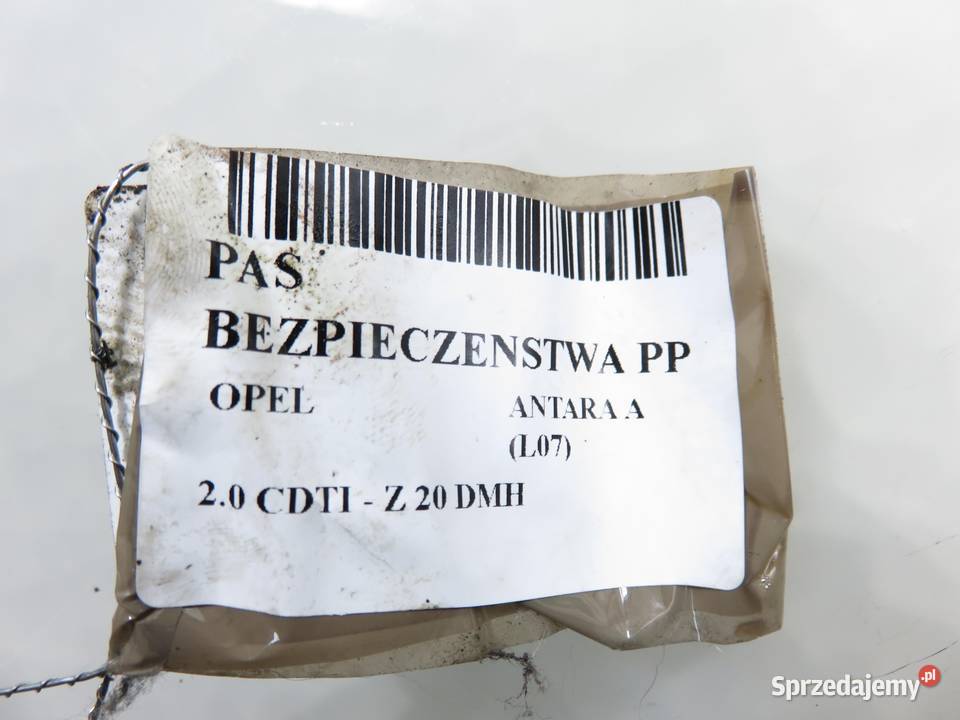 PAS
BEZPIECZENSTWA PP
OPEL ANTARA A
(L07)
2.0 CDTI - Z 20 DMH
Sprzedajemy.pl